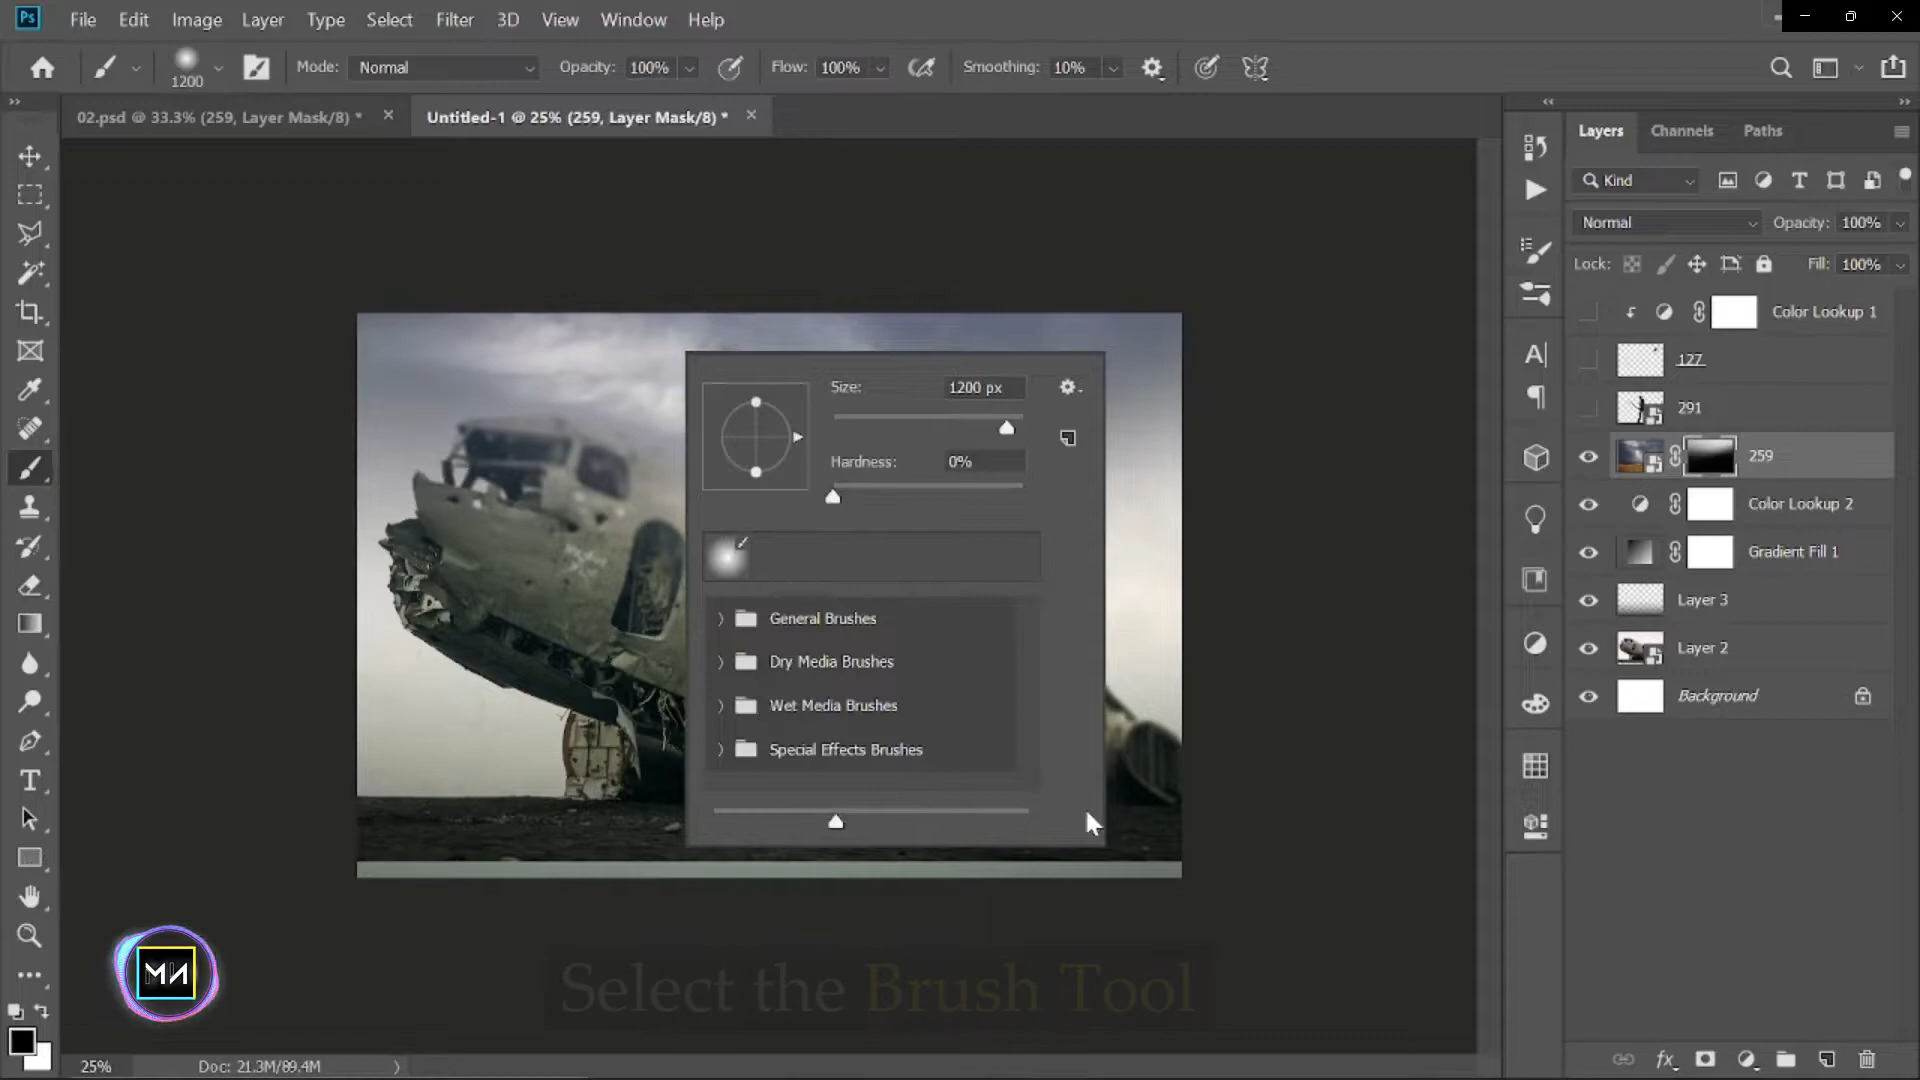 Ps File Edit Image Layer Type Select Filter 3D View Window Help
1200 Mode: Normal Opacity: 100% Flow: 100% Smoothing: 10%
02.psd @ 33.3% (259, Layer Mask/8) * Untitled-1 @ 25% (259, Layer Mask/8) *
Layers Channels Paths
Kind
Normal Opacity: 100%
Lock: Fill: 100%
Color Lookup 1
127
291
259
Color Lookup 2
Gradient Fill 1
Layer 3
Layer 2
Background
Size: 1200 px
Hardness: 0%
General Brushes
Dry Media Brushes
Wet Media Brushes
Special Effects Brushes
Select the Brush Tool
25% Doc: 21.3M/89.4M